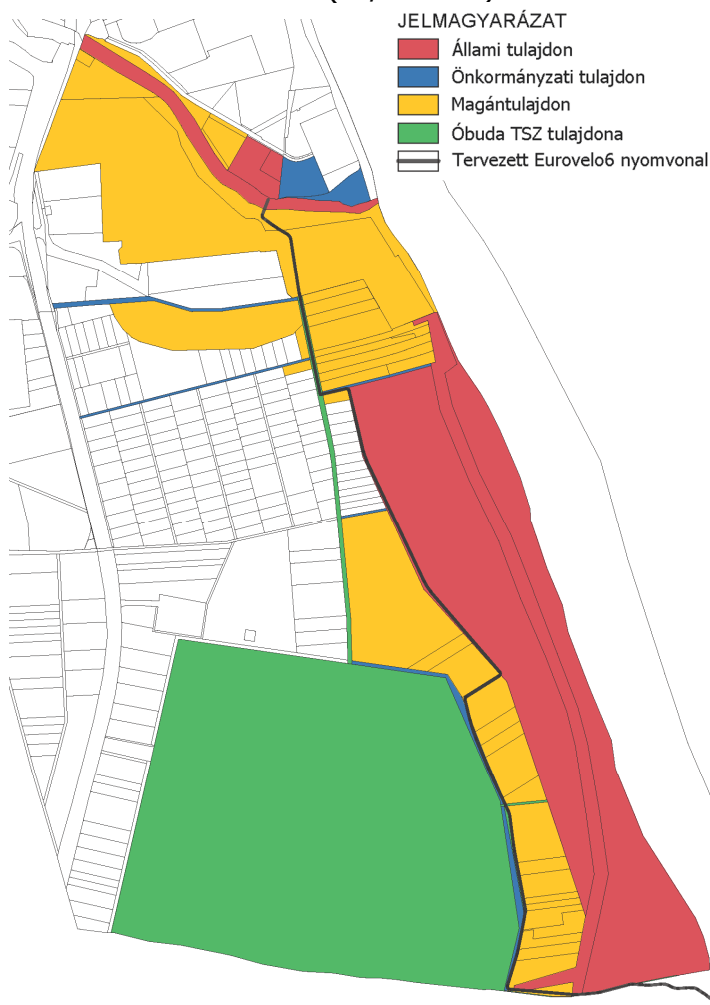 JELMAGYARÁZAT
Állami tulajdon
Önkormányzati tulajdon
Magántulajdon
Óbuda TSZ tulajdona
Tervezett Eurovelo6 nyomvonal